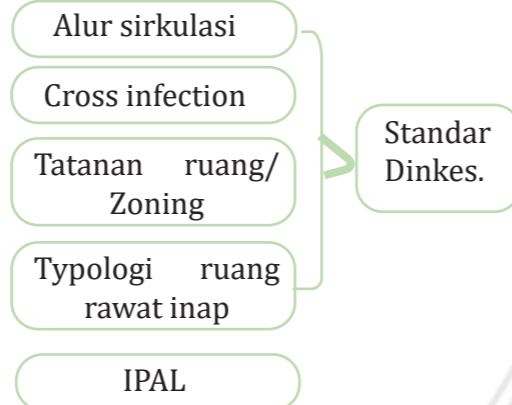 Alur sirkulasi
Cross infection
Tatanan ruang/
Zoning
Typologi ruang
rawat inap
IPAL
Standar
Dinkes.